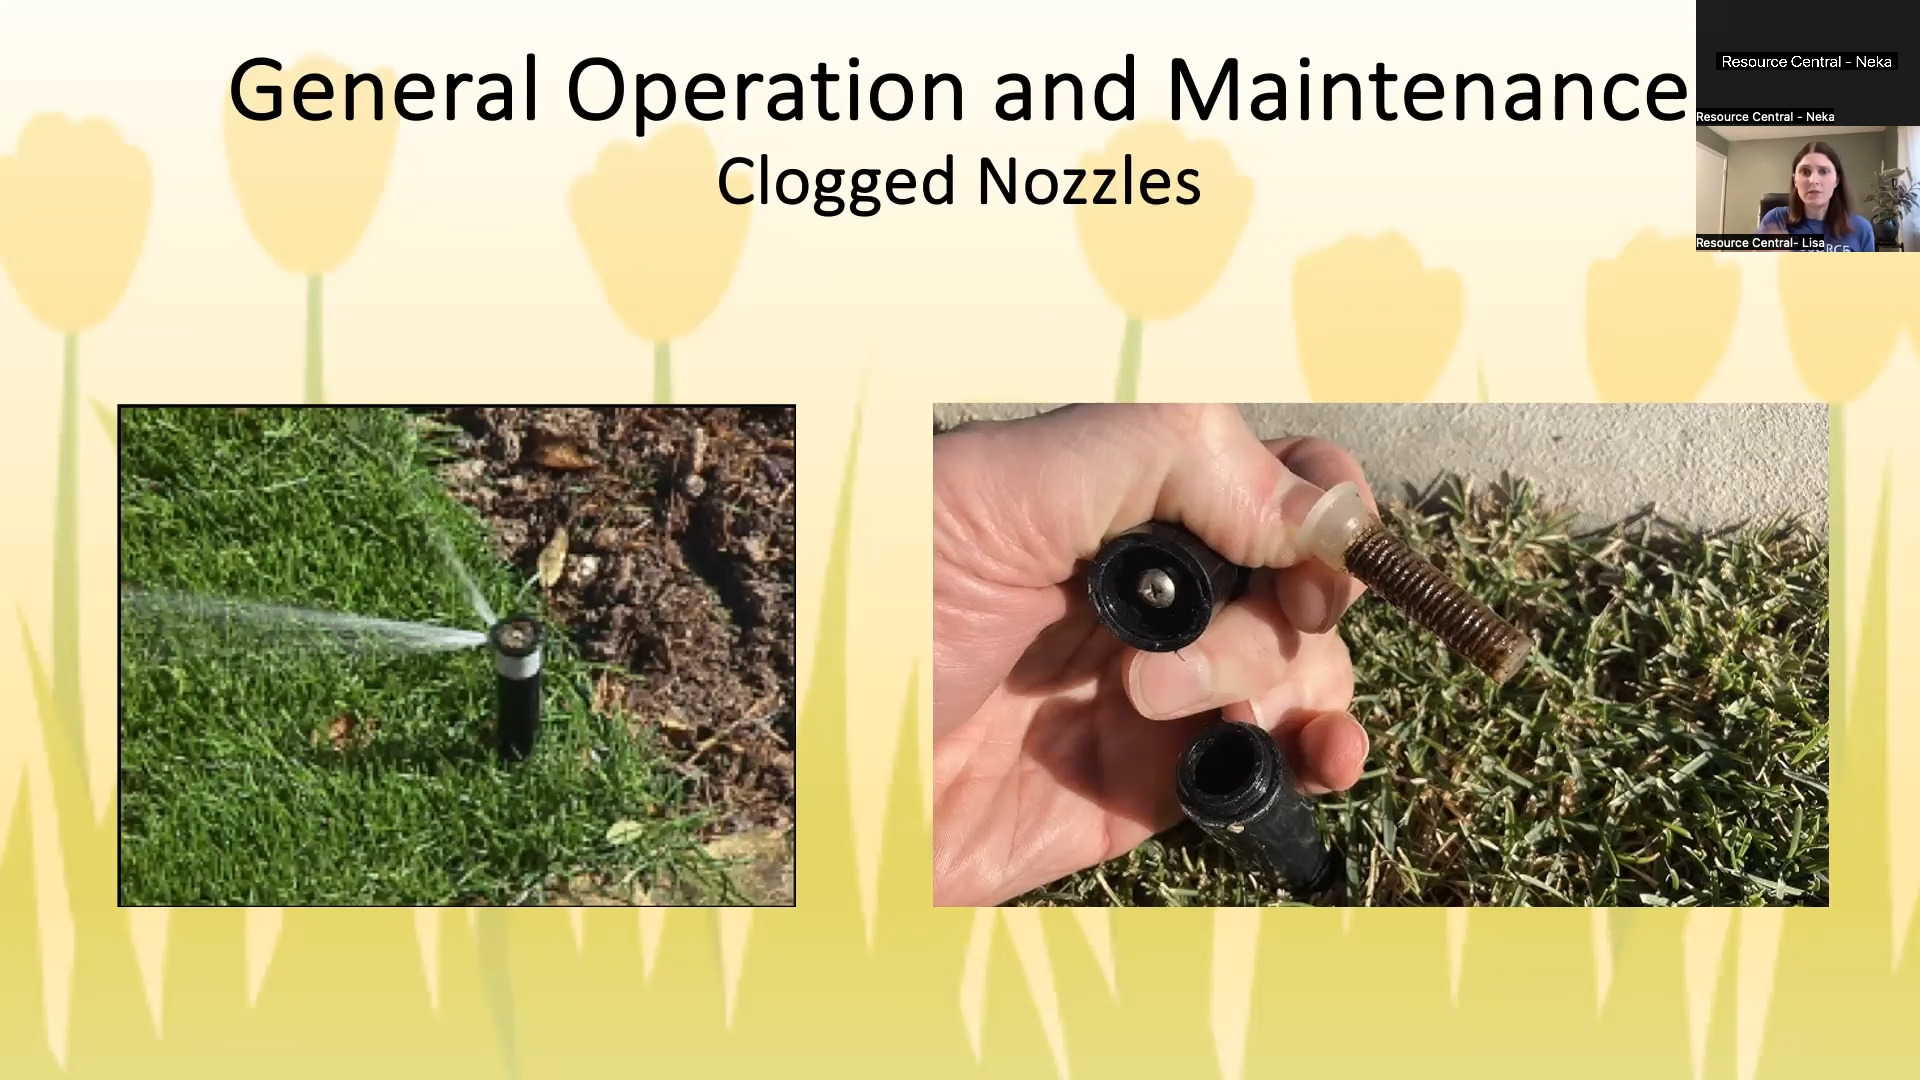 General Operation and Maintenance
Clogged Nozzles
Resource Central - Neka
Resource Central - Neka
Resource Central- Lisa